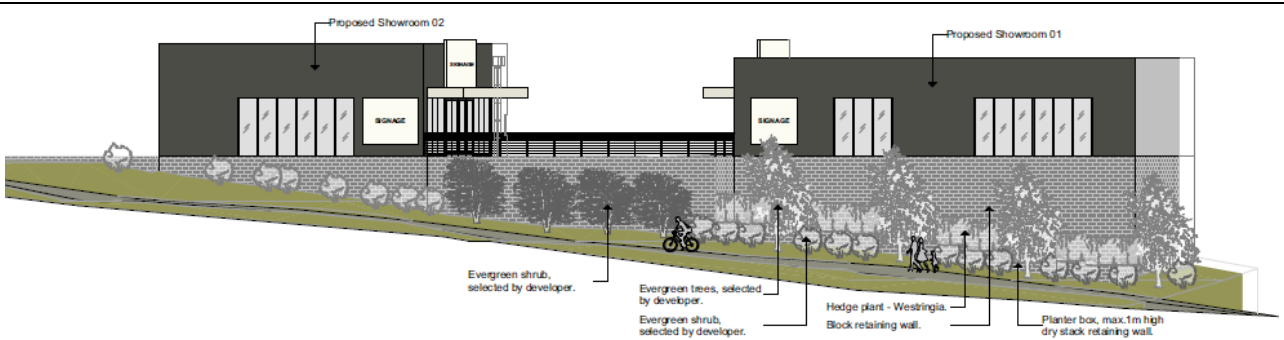 Proposed Showroom 02
Proposed Showroom 01
SIGNAGE
SIGNAGE
SIGNAGE
Evergreen shrub,
selected by developer.
Evergreen trees, selected
by developer.
Evergreen shrub,
selected by developer.
Hedge plant - Westringia.
Block retaining wall.
Planter box, max.1m high
dry stack retaining wall.